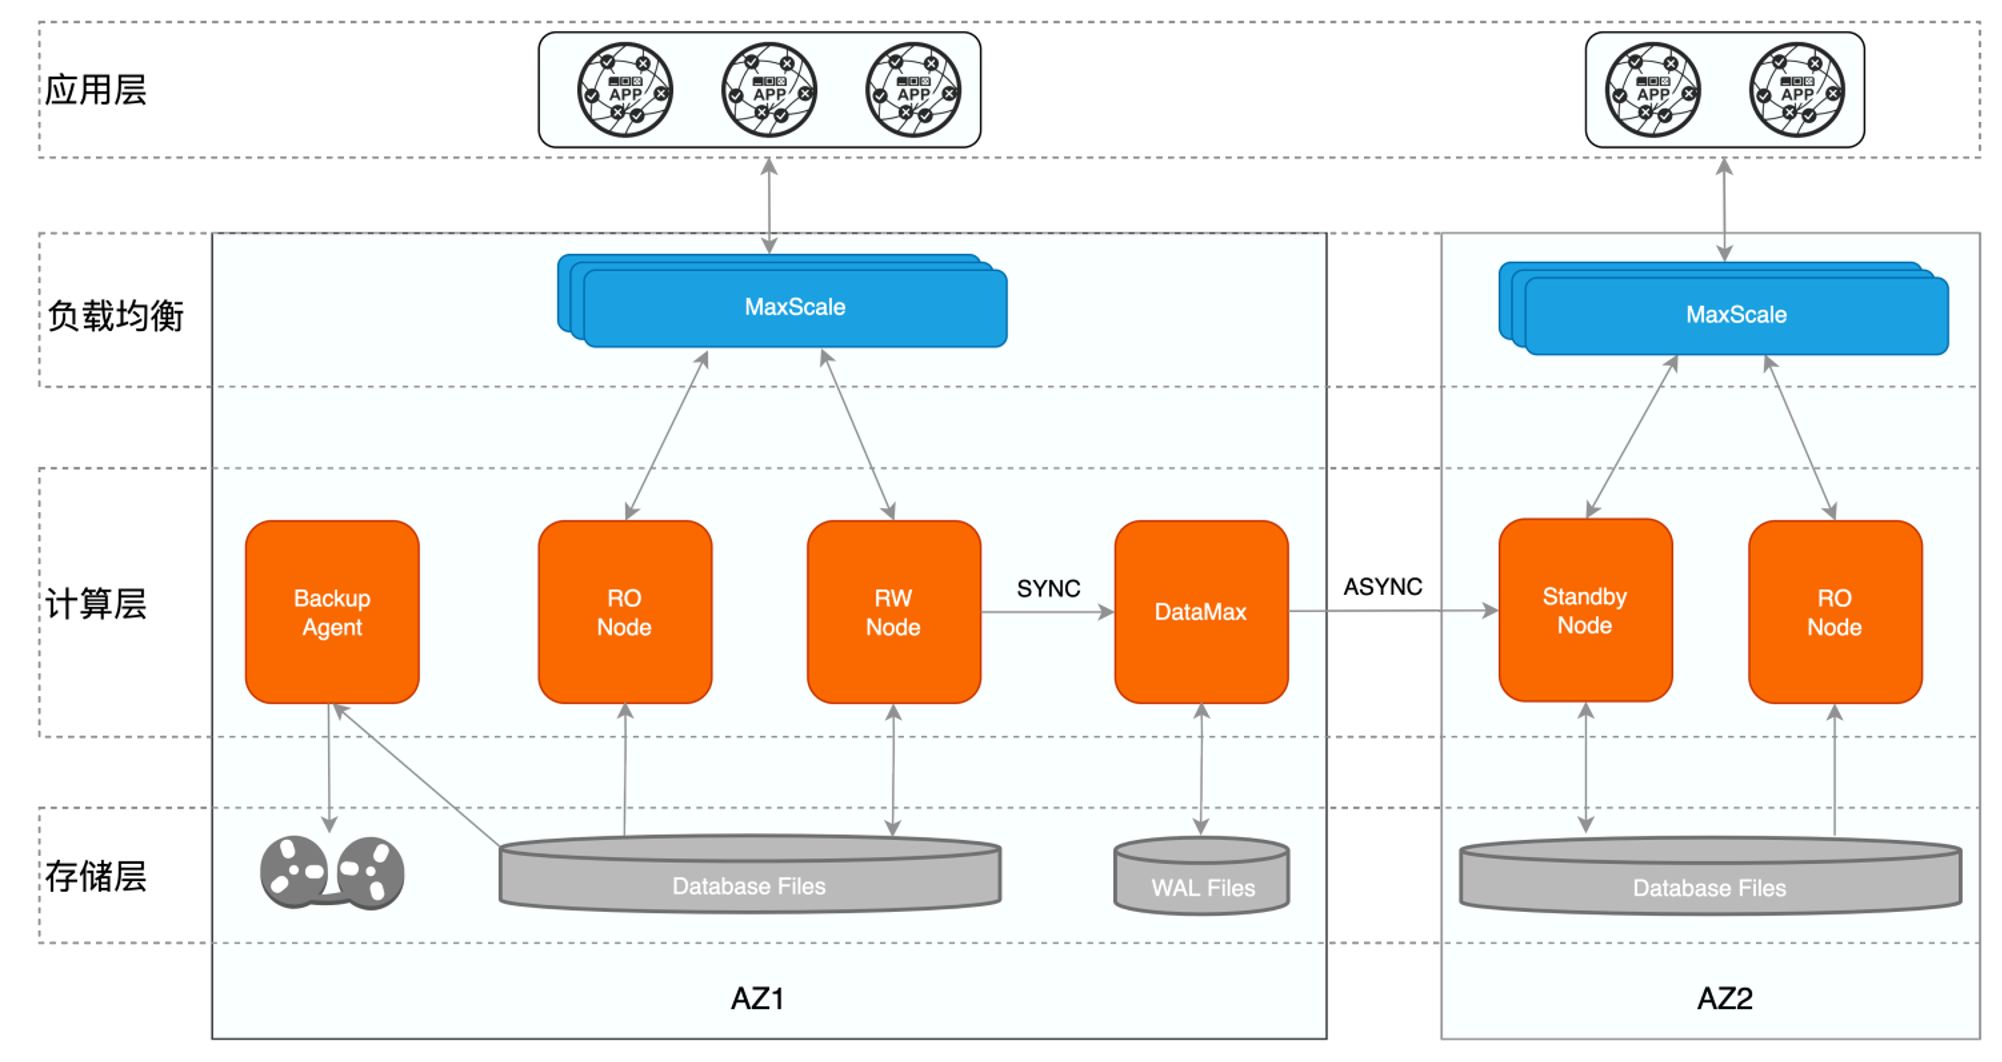 应用层
APP
APP
APP
APP
APP
负载均衡
MaxScale
MaxScale
计算层
Backup
Agent
RO
Node
RW
Node
SYNC
DataMax
ASYNC
Standby
Node
RO
Node
存储层
Database Files
WAL Files
Database Files
AZ1
AZ2